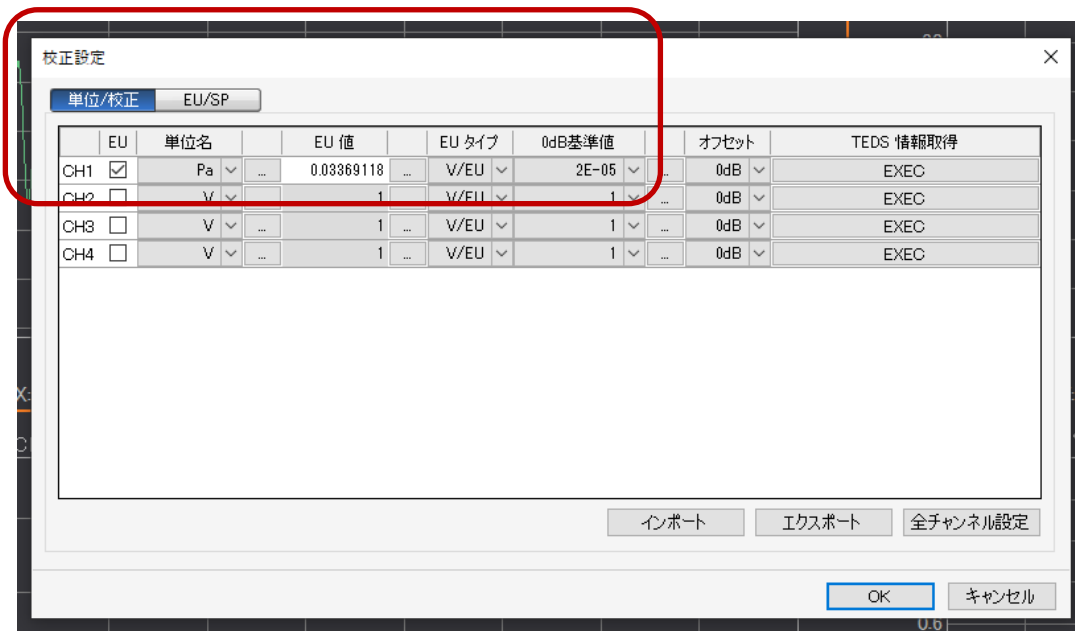 校正設定
単位/校正 EU/SP
EU 単位名 EU 値 EU タイプ 0dB基準値 オフセット TEDS 情報取得
CH1 Pa ... 0.03369118 ... V/EU 2E-05 ... 0dB EXEC
CH2 V ... 1 ... V/EU 1 ... 0dB EXEC
CH3 V ... 1 ... V/EU 1 ... 0dB EXEC
CH4 V ... 1 ... V/EU 1 ... 0dB EXEC
X:
インポート エクスポート 全チャンネル設定
OK キャンセル
0.6